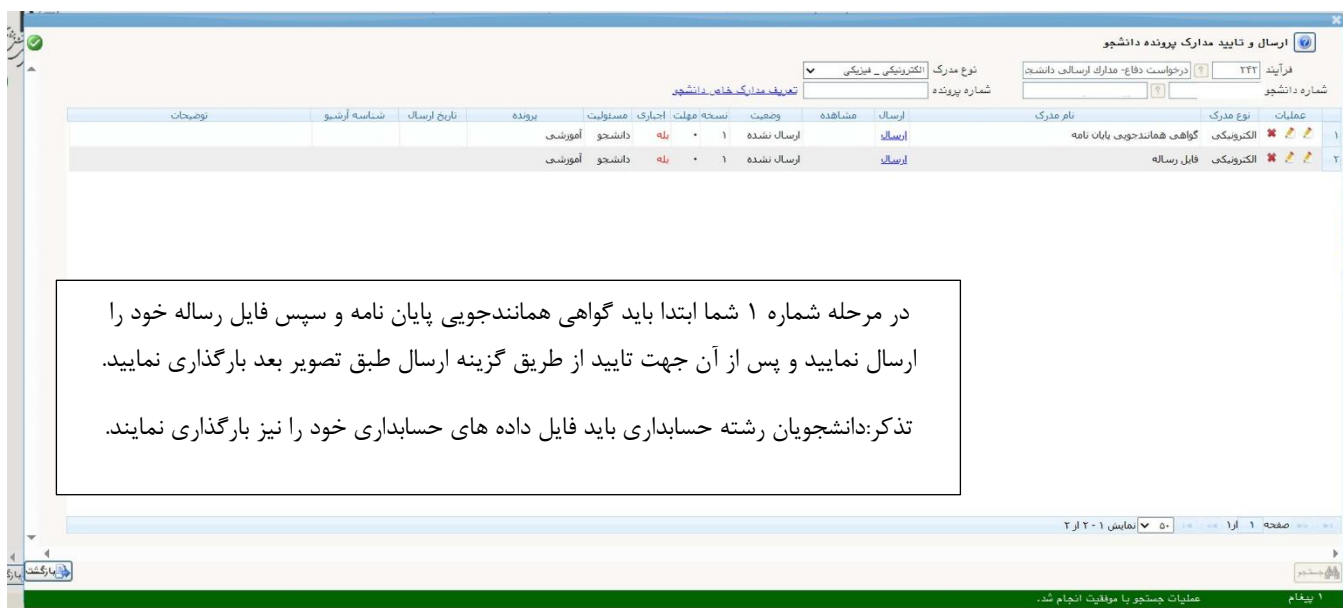 ارسال و تایید مدارک پرونده دانشجو
فرآیند ۲۴۲ درخواست دفاع- مدارك ارسالی دانشج نوع مدرک الکترونیکی _ فیزیکی
شماره دانشجو شماره پرونده تعریف مدارک خاص دانشجو
عملیات نوع مدرک نام مدرک ارسال مشاهده وضعیت نسخه مهلت اجباری مسئولیت پرونده تاریخ ارسال شناسه آرشیو توضیحات
۱ الکترونیکی گواهی همانندجویی پایان نامه ارسال ارسال نشده ۱ ۰ بله دانشجو آموزشی
۲ الکترونیکی فایل رساله ارسال ارسال نشده ۱ ۰ بله دانشجو آموزشی
در مرحله شماره ۱ شما ابتدا باید گواهی همانندجویی پایان نامه و سپس فایل رساله خود را
ارسال نمایید و پس از آن جهت تایید از طریق گزینه ارسال طبق تصویر بعد بارگذاری نمایید.
تذکر:دانشجویان رشته حسابداری باید فایل داده های حسابداری خود را نیز بارگذاری نمایند.
صفحه ۱ از۱ ۵۰ نمایش ۱ - ۲ از ۲
جستجو بازگشت
۱ پیغام عملیات جستجو با موفقیت انجام شد.